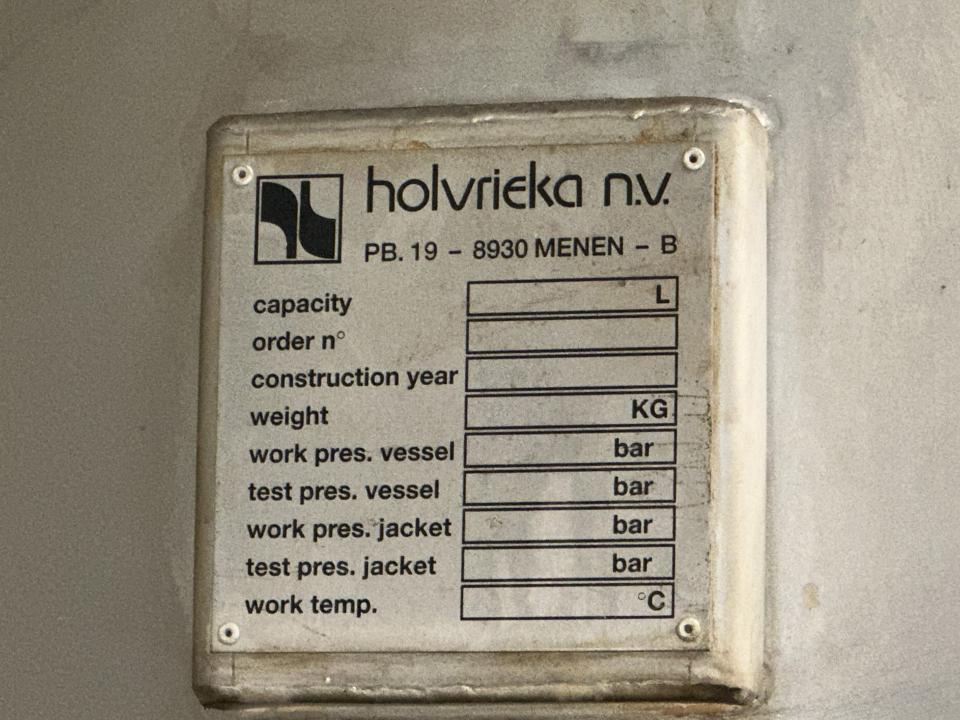 holvrieka n.v.
PB. 19 – 8930 MENEN – B
capacity L
order n°
construction year
weight KG
work pres. vessel bar
test pres. vessel bar
work pres. jacket bar
test pres. jacket bar
work temp. °C